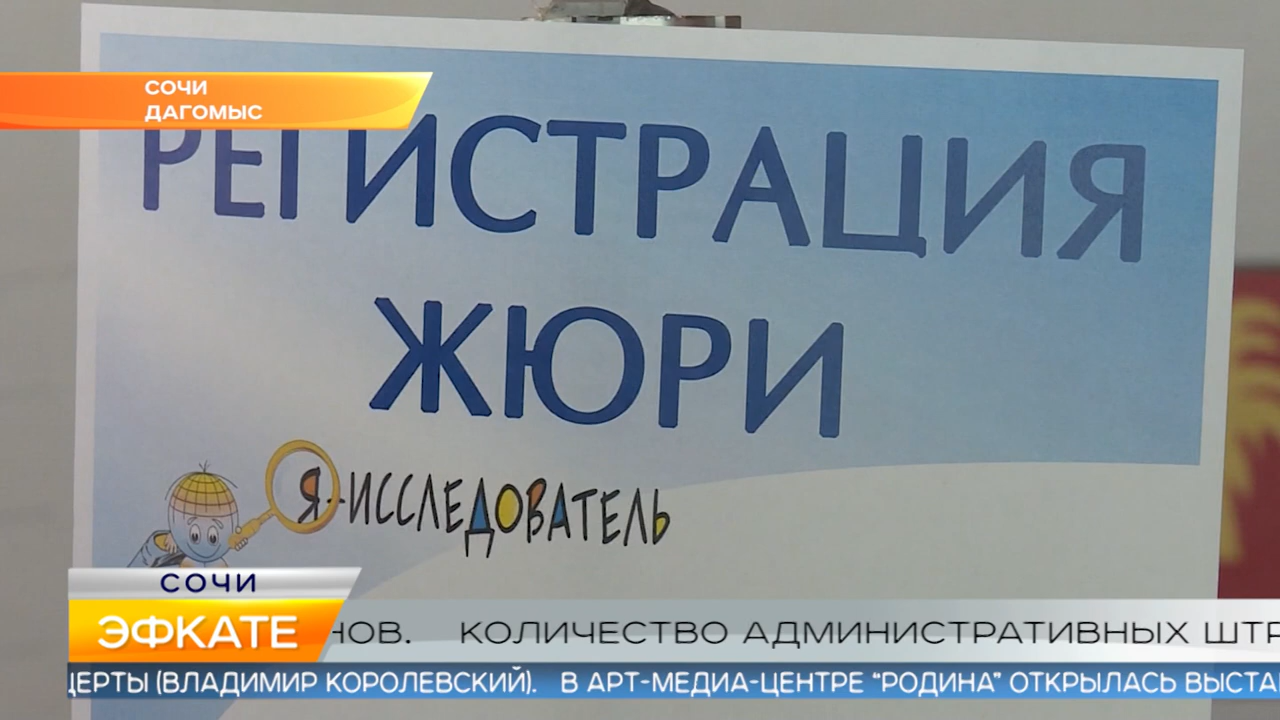 СОЧИ
ДАГОМЫС
РЕГИСТРАЦИЯ
ЖЮРИ
Я-ИССЛЕДОВАТЕЛЬ
СОЧИ
ЭФКАТЕ
НОВ. КОЛИЧЕСТВО АДМИНИСТРАТИВНЫХ ШТР
ЦЕРТЫ (ВЛАДИМИР КОРОЛЕВСКИЙ). В АРТ-МЕДИА-ЦЕНТРЕ “РОДИНА” ОТКРЫЛАСЬ ВЫСТАВ